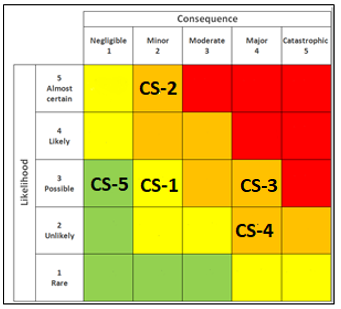 Consequence
Negligible Minor Moderate Major Catastrophic
1 2 3 4 5
Likelihood
5
Almost
certain
CS-2
4
Likely
3
Possible
CS-5 CS-1 CS-3
2
Unlikely
CS-4
1
Rare